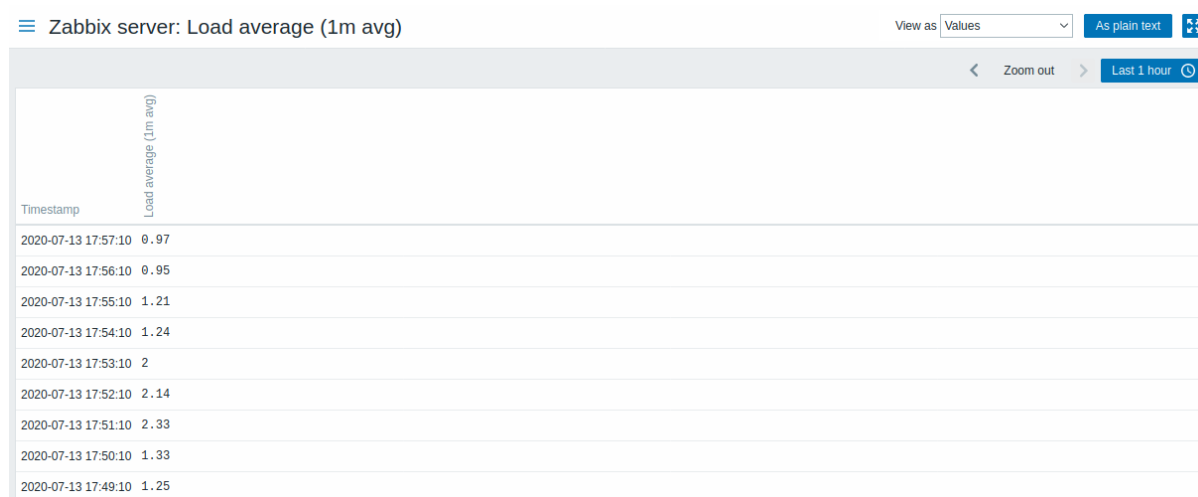 Zabbix server: Load average (1m avg)
View as Values As plain text
Zoom out Last 1 hour
Timestamp Load average (1m avg)
2020-07-13 17:57:10 0.97
2020-07-13 17:56:10 0.95
2020-07-13 17:55:10 1.21
2020-07-13 17:54:10 1.24
2020-07-13 17:53:10 2
2020-07-13 17:52:10 2.14
2020-07-13 17:51:10 2.33
2020-07-13 17:50:10 1.33
2020-07-13 17:49:10 1.25